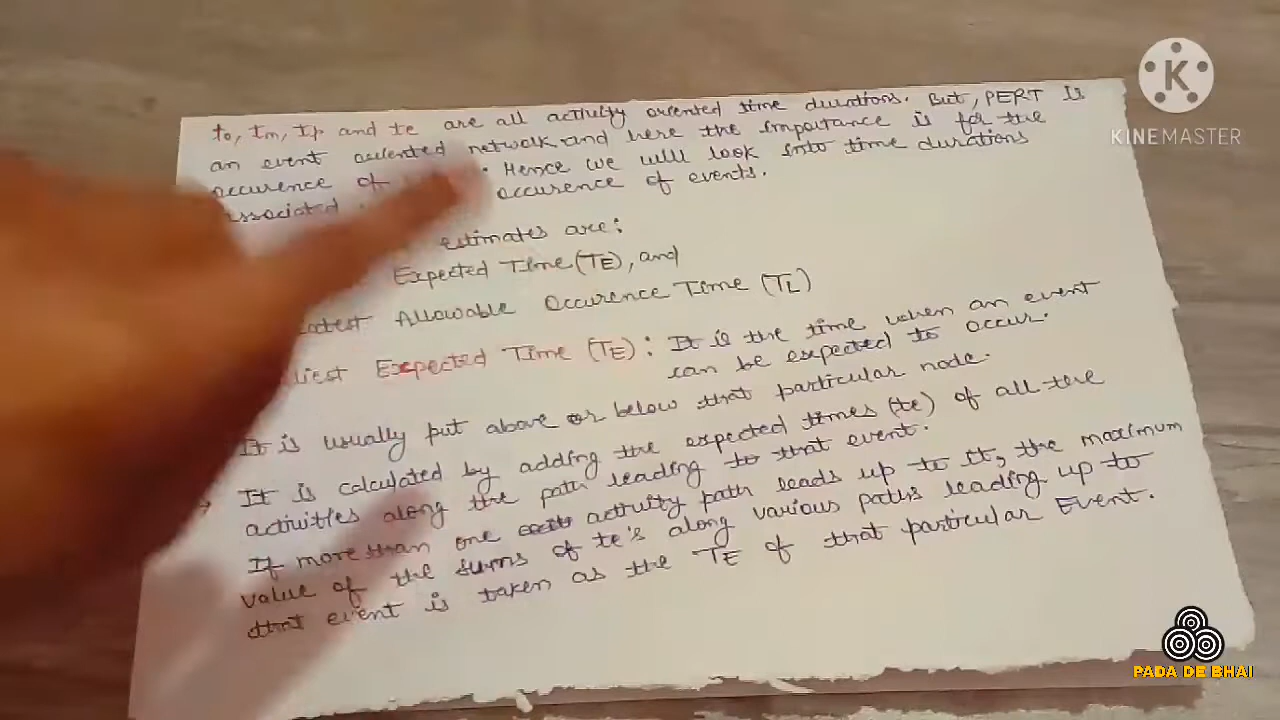 to, tm, tp and te are all activity oriented time durations. But, PERT is
an event oriented network and here the importance is for the
occurence of . Hence we will look into time durations
associated occurence of events.
estimates are:
Expected Time (TE), and
Latest Allowable Occurence Time (TL)
liest Expected Time (TE): It is the time when an event
can be expected to occur.
It is usually put above or below that particular node.
→ It is calculated by adding the expected times (te) of all the
activities along the path leading to that event.
If more than one activity path leads up to it, the maximum
value of the sums of te's along various paths leading up to
that event is taken as the TE of that particular Event.
K
KINEMASTER
PADA DE BHAI